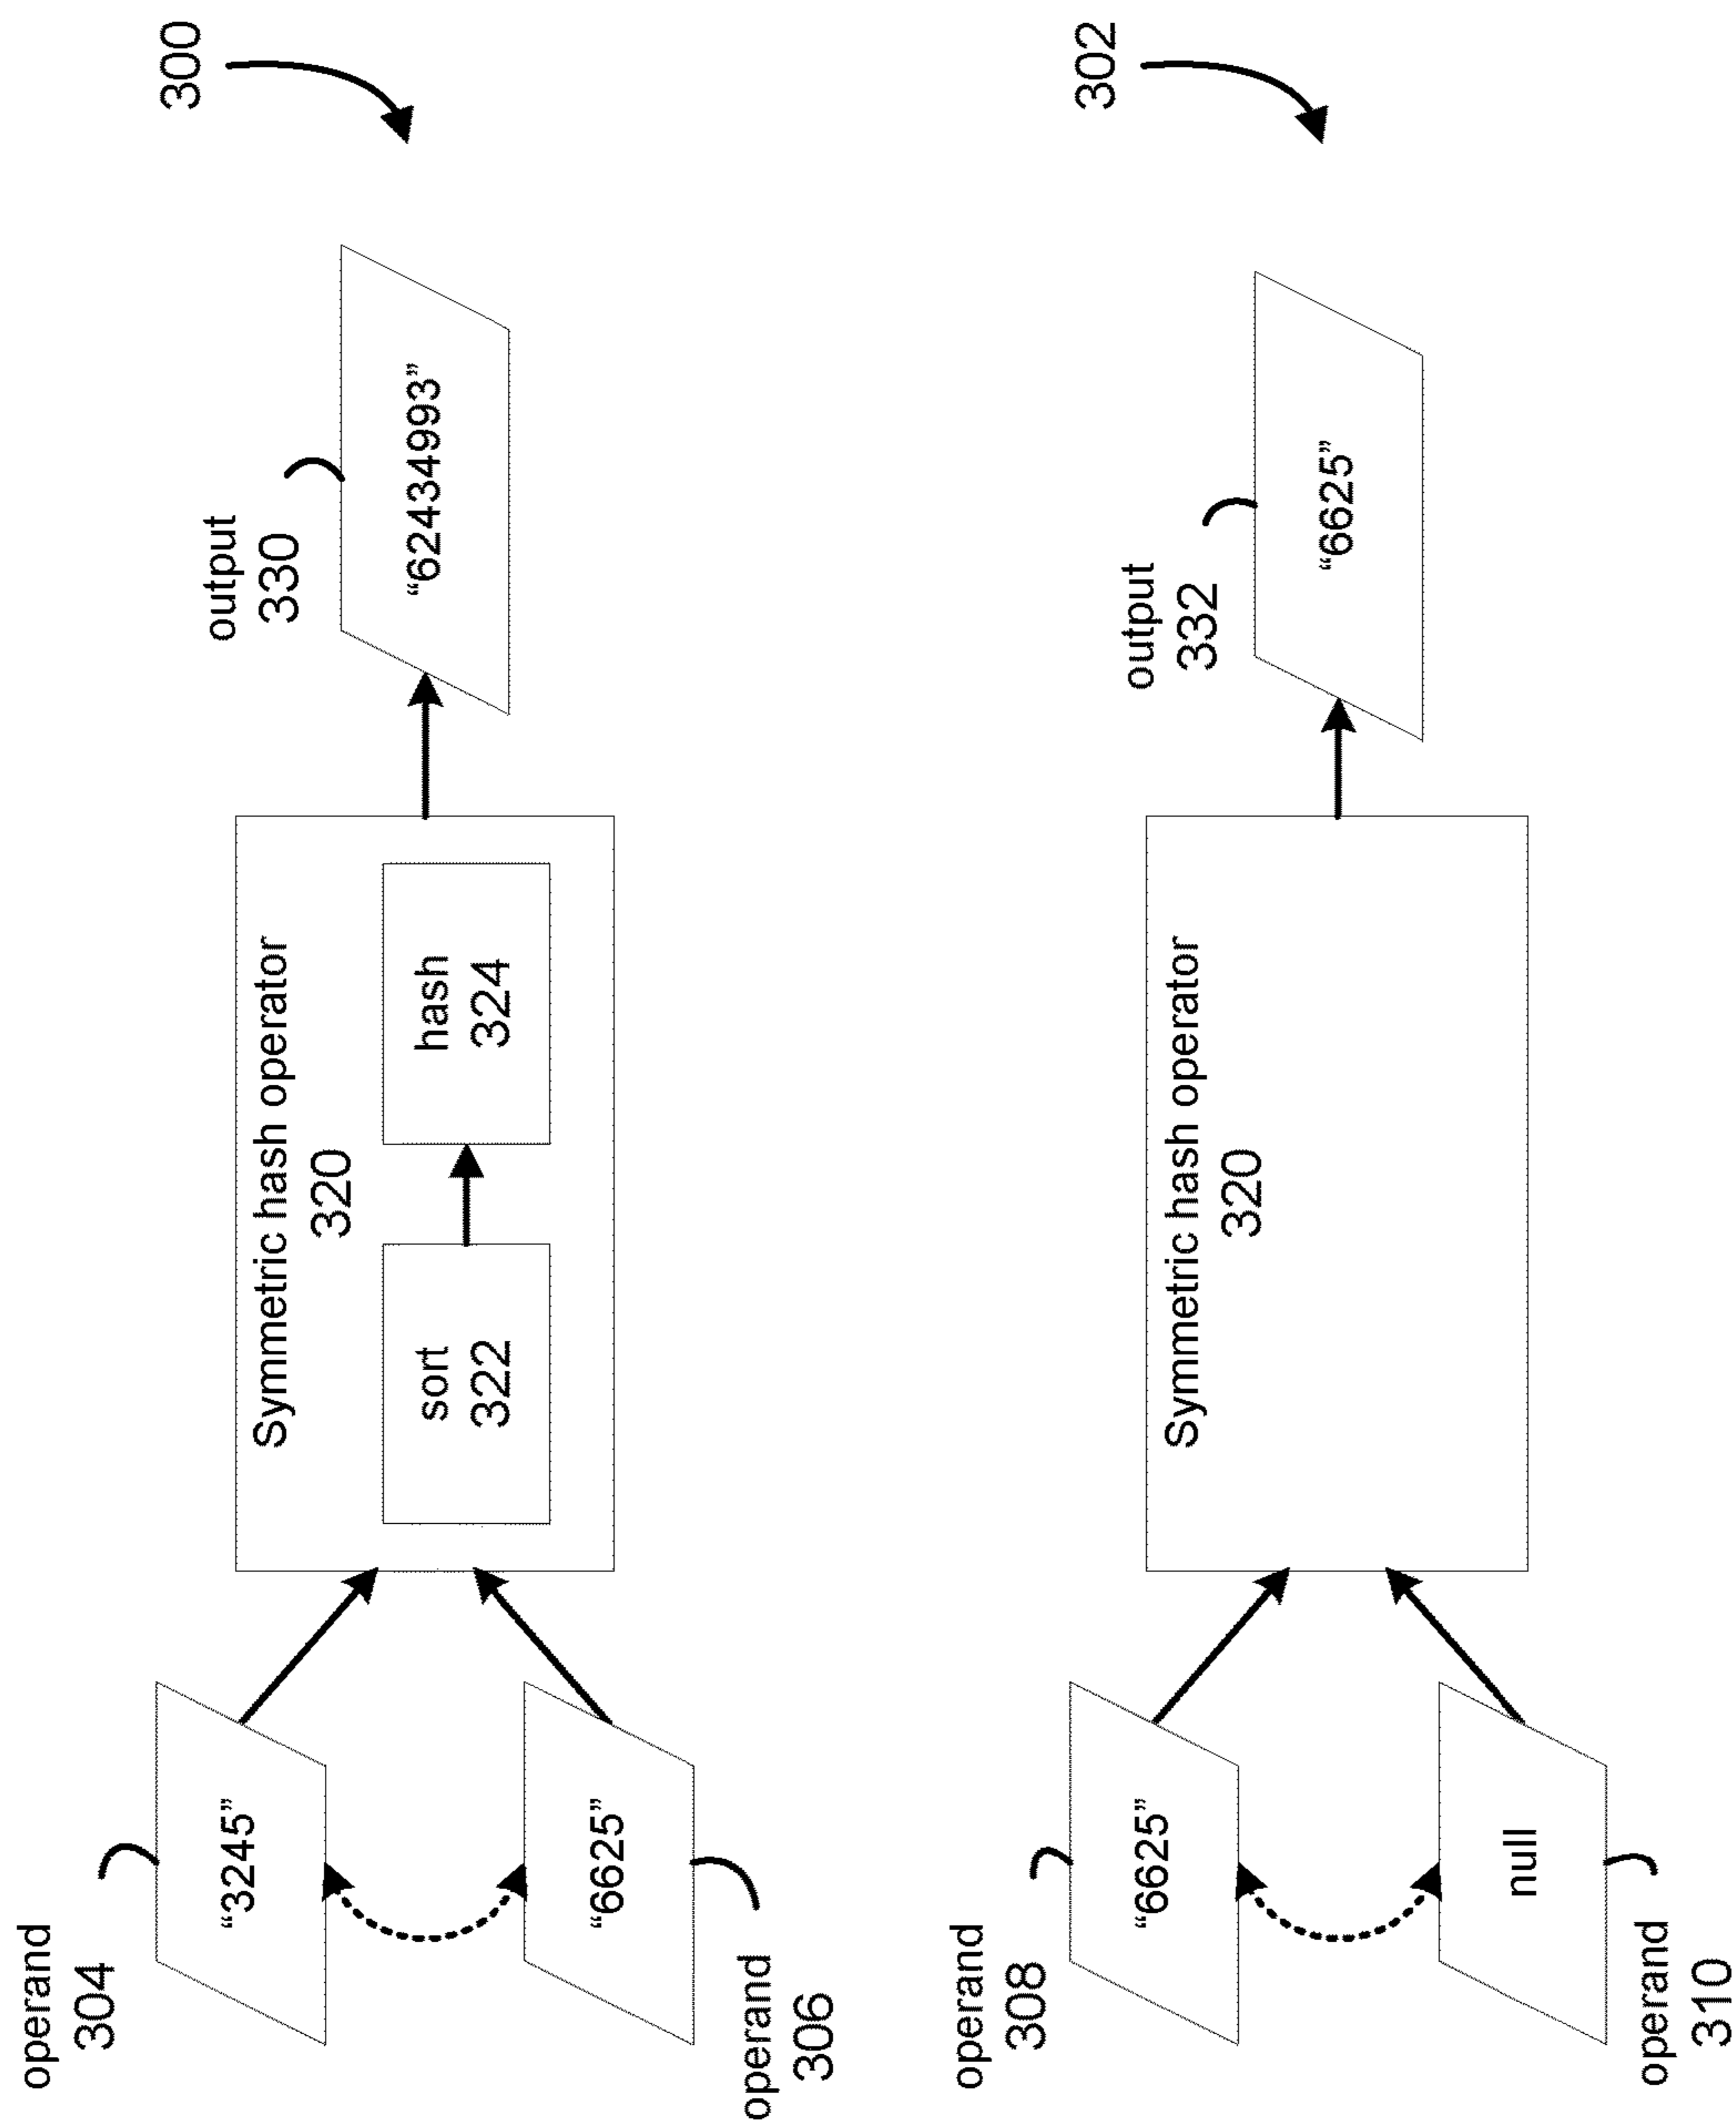 300
operand
304
“3245”
operand
306
“6625”
Symmetric hash operator
320
sort
322
hash
324
output
330
“62434993”
302
operand
308
“6625”
operand
310
null
Symmetric hash operator
320
output
332
“6625”